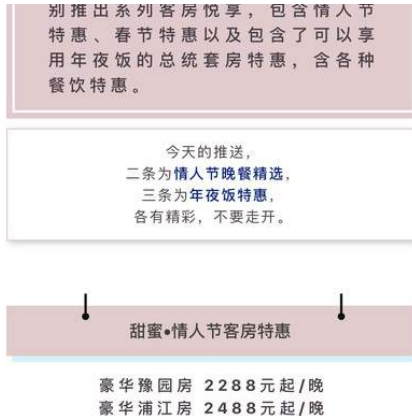 别推出系列客房悦享，包含情人节
特惠、春节特惠以及包含了可以享
用年夜饭的总统套房特惠，含各种
餐饮特惠。
今天的推送，
二条为情人节晚餐精选，
三条为年夜饭特惠，
各有精彩，不要走开。
甜蜜•情人节客房特惠
豪华豫园房 2288元起/晚
豪华浦江房 2488元起/晚